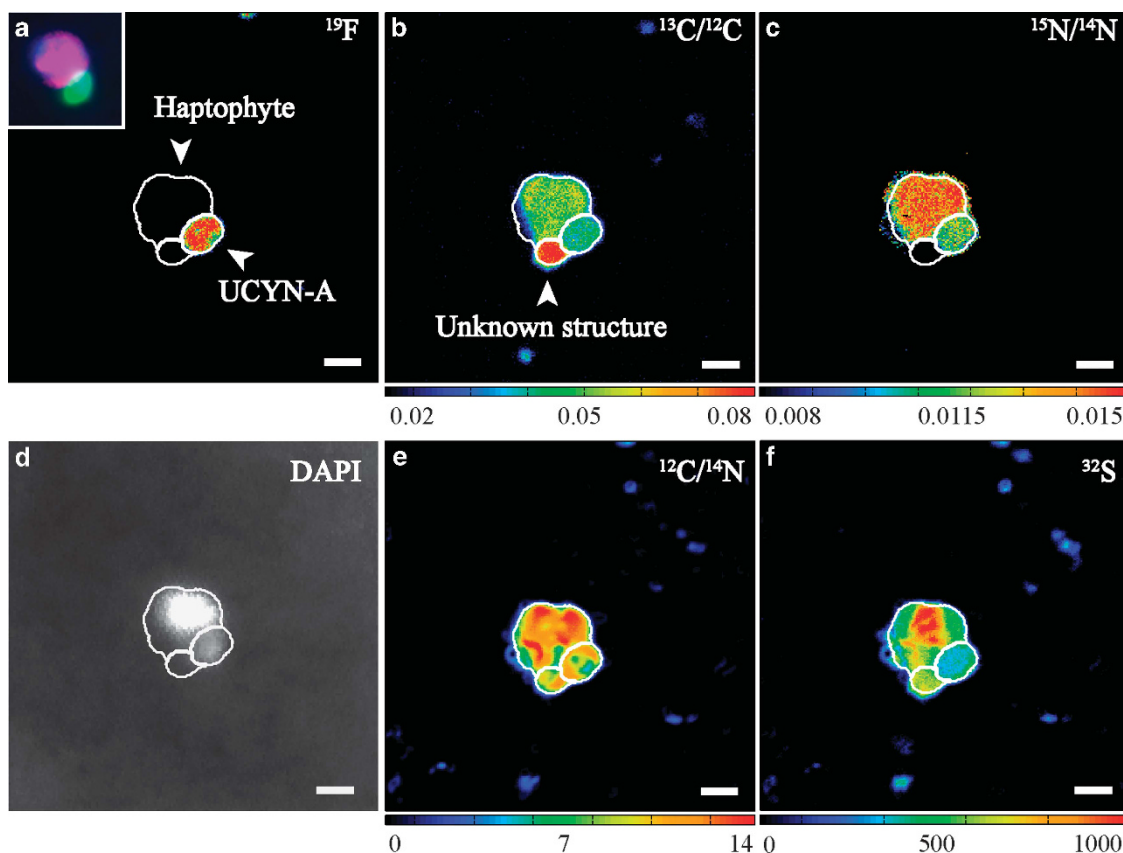 a
¹⁹F
Haptophyte
UCYN-A
b
¹³C/¹²C
Unknown structure
0.02 0.05 0.08
c
¹⁵N/¹⁴N
0.008 0.0115 0.015
d
DAPI
e
¹²C/¹⁴N
0 7 14
f
³²S
0 500 1000